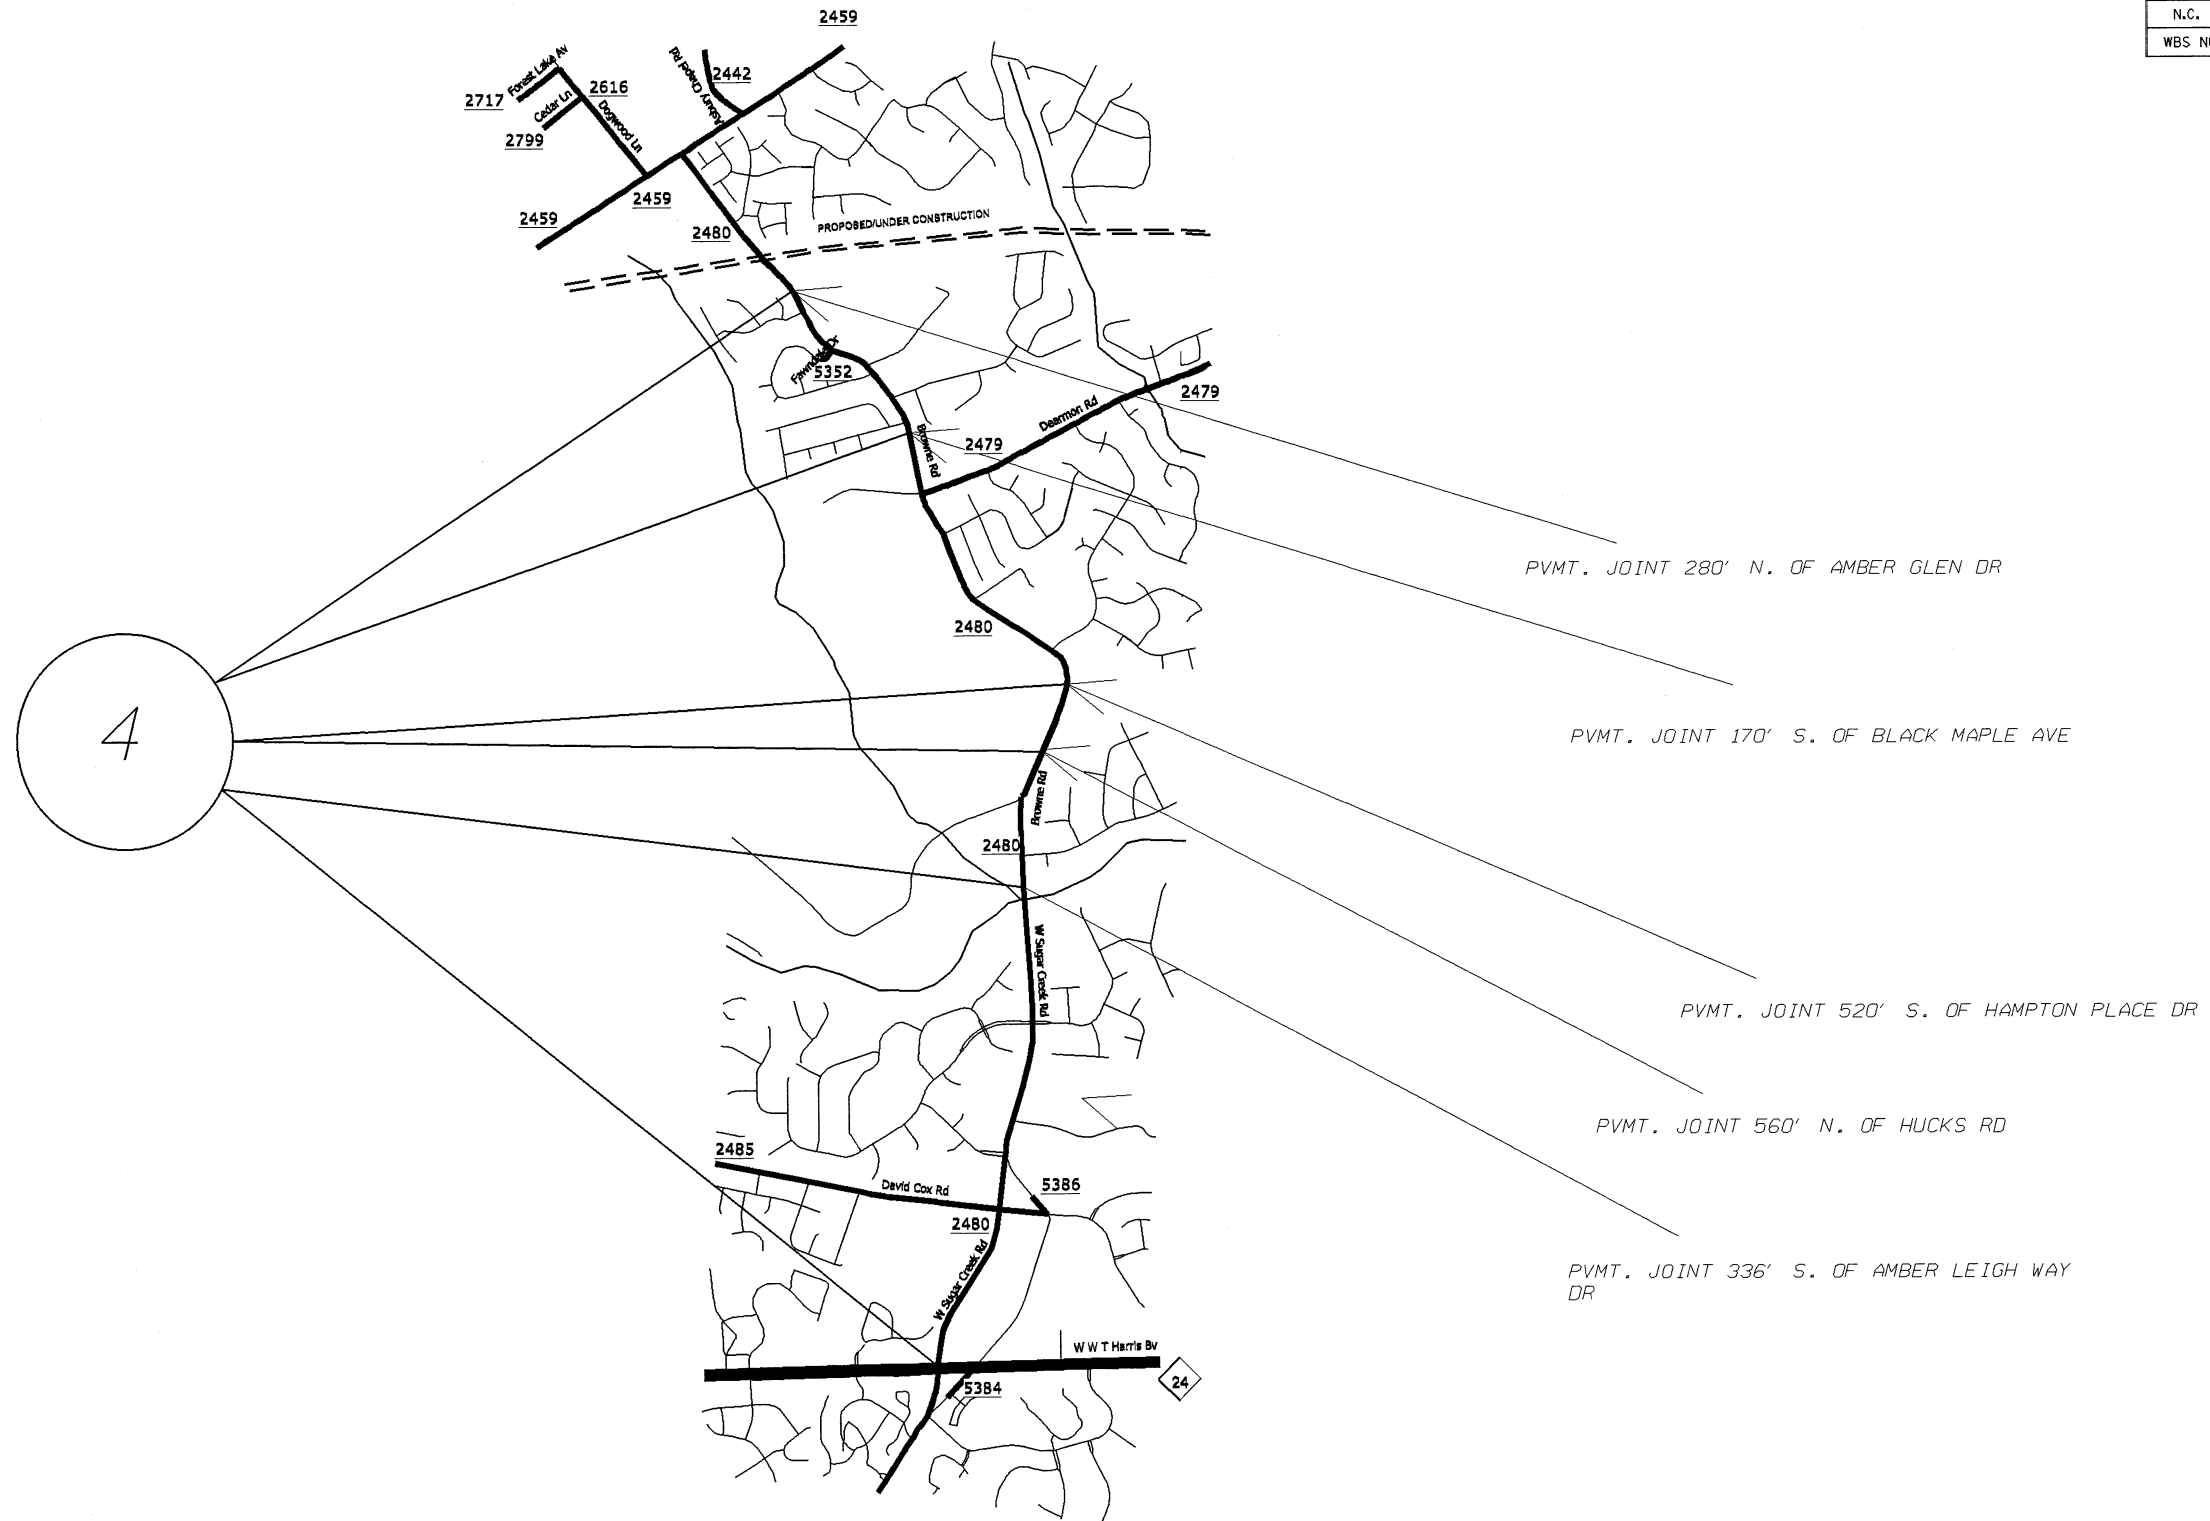 N.C.
WBS N
2459
Forest Lake Av
2442
Asbury Chapel Rd
2616
2717
Cedar Ln
Dogwood Ln
2799
2459
2459
2480
PROPOSED/UNDER CONSTRUCTION
Fawndale Dr
5352
2479
Dearmon Rd
Browne Rd
2479
PVMT. JOINT 280' N. OF AMBER GLEN DR
2480
4
PVMT. JOINT 170' S. OF BLACK MAPLE AVE
Browne Rd
2480
W Sugar Creek Rd
PVMT. JOINT 520' S. OF HAMPTON PLACE DR
PVMT. JOINT 560' N. OF HUCKS RD
2485
David Cox Rd
5386
2480
W Sugar Creek Rd
PVMT. JOINT 336' S. OF AMBER LEIGH WAY
DR
W W T Harris Bv
24
5384